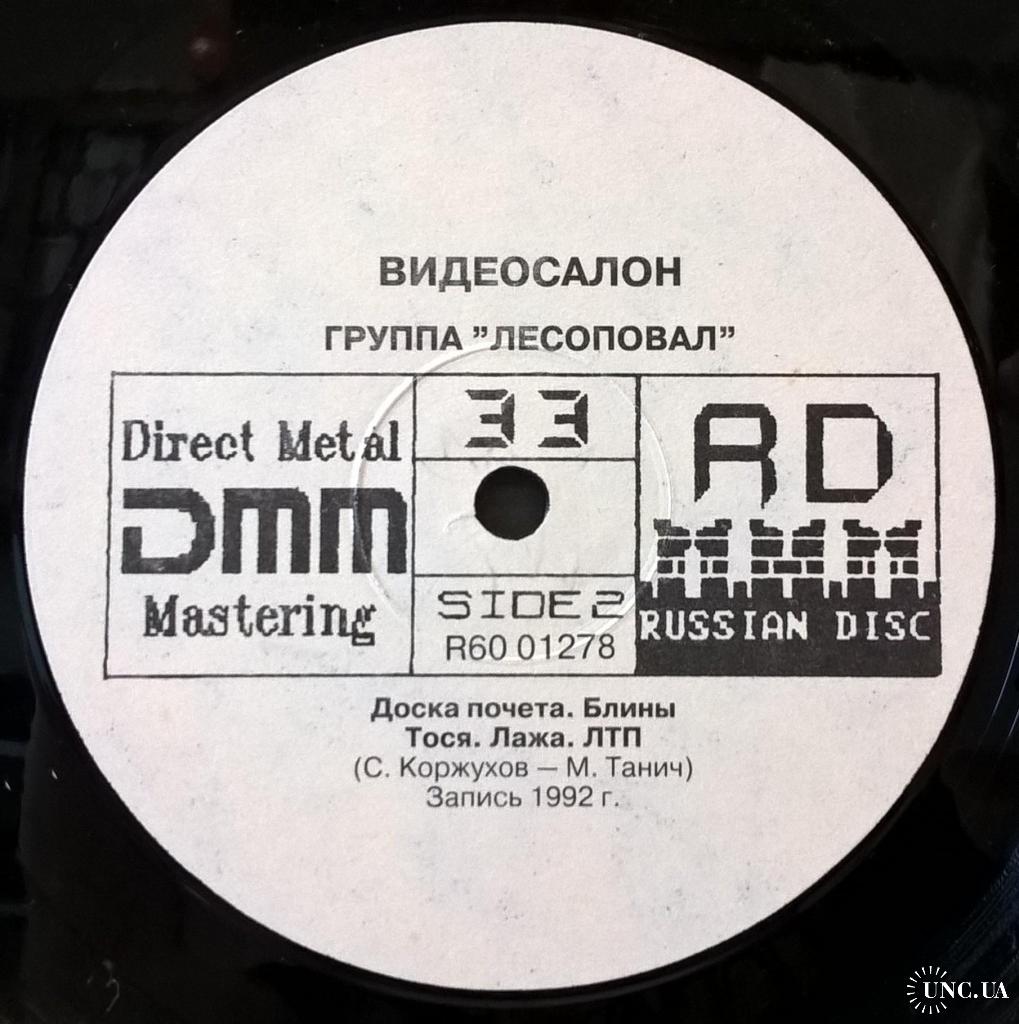 ВИДЕОСАЛОН
ГРУППА "ЛЕСОПОВАЛ"
Direct Metal
DMM
Mastering
33
SIDE 2
R60 01278
RD
RUSSIAN DISC
Доска почета. Блины
Тося. Лажа. ЛТП
(С. Коржухов — М. Танич)
Запись 1992 г.
UNC.UA